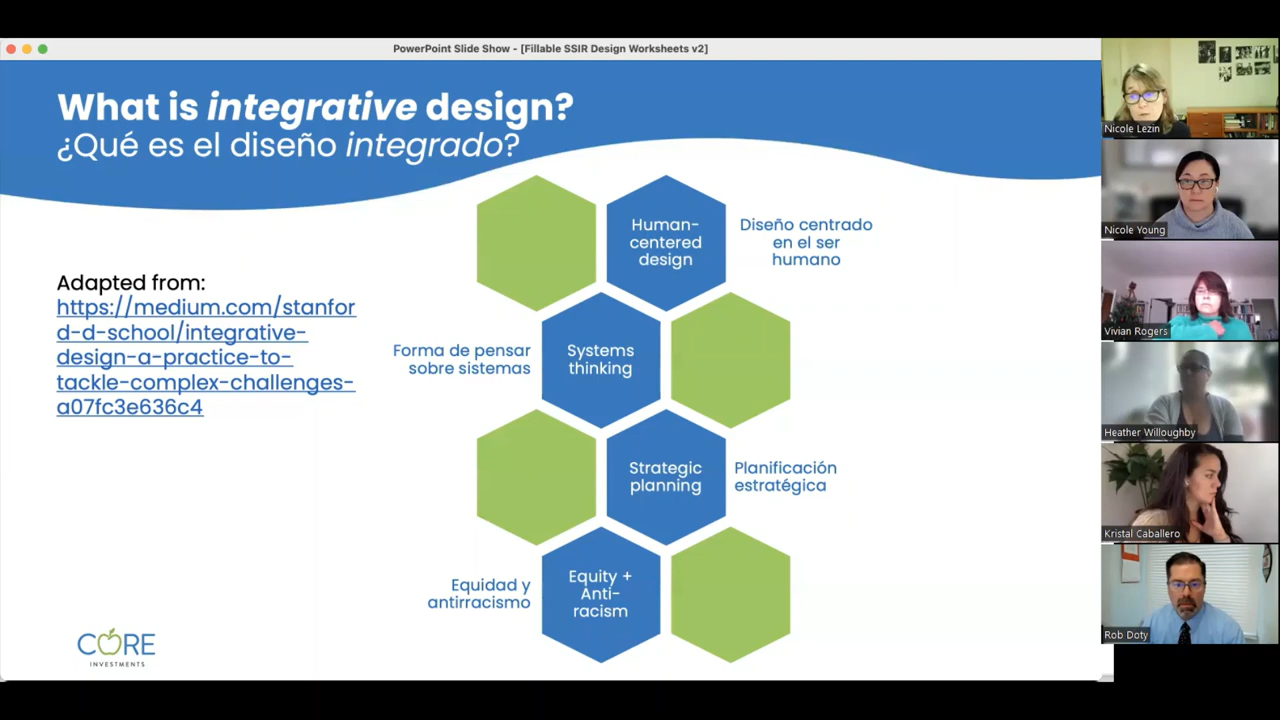 PowerPoint Slide Show - [Fillable SSIR Design Worksheets v2]
What is integrative design?
¿Qué es el diseño integrado?
Adapted from:
https://medium.com/stanfor
d-d-school/integrative-
design-a-practice-to-
tackle-complex-challenges-
a07fc3e636c4
Human-
centered
design
Diseño centrado
en el ser
humano
Forma de pensar
sobre sistemas
Systems
thinking
Strategic
planning
Planificación
estratégica
Equidad y
antirracismo
Equity +
Anti-
racism
CORE
INVESTMENTS
Nicole Lezin
Nicole Young
Vivian Rogers
Heather Willoughby
Kristal Caballero
Rob Doty